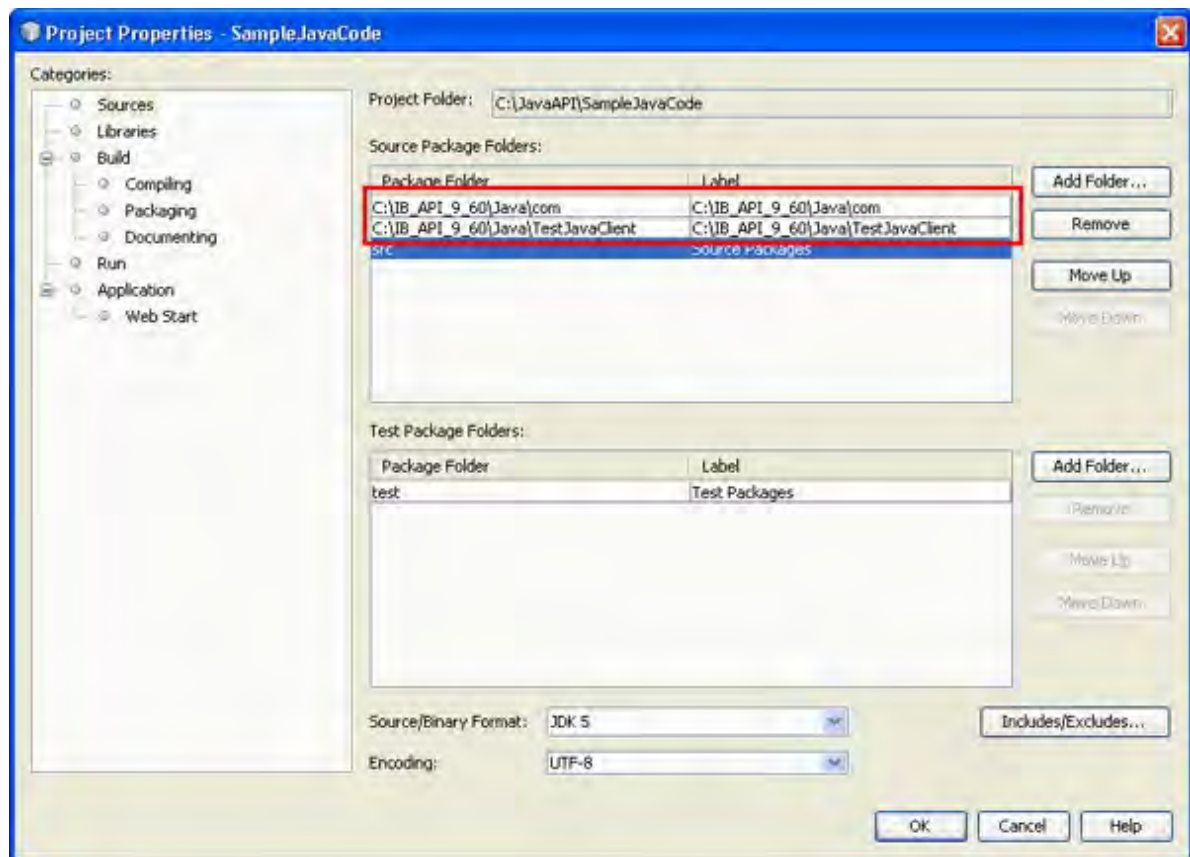 Project Properties - SampleJavaCode
Categories:
Sources
Libraries
Build
Compiling
Packaging
Documenting
Run
Application
Web Start
Project Folder: C:\JavaAPI\SampleJavaCode
Source Package Folders:
Package Folder Label
C:\IB_API_9_60\Java\com C:\IB_API_9_60\Java\com
C:\IB_API_9_60\Java\TestJavaClient C:\IB_API_9_60\Java\TestJavaClient
src Source Packages
Add Folder...
Remove
Move Up
Move Down
Test Package Folders:
Package Folder Label
test Test Packages
Add Folder...
Remove
Move Up
Move Down
Source/Binary Format: JDK 5
Includes/Excludes...
Encoding: UTF-8
OK Cancel Help